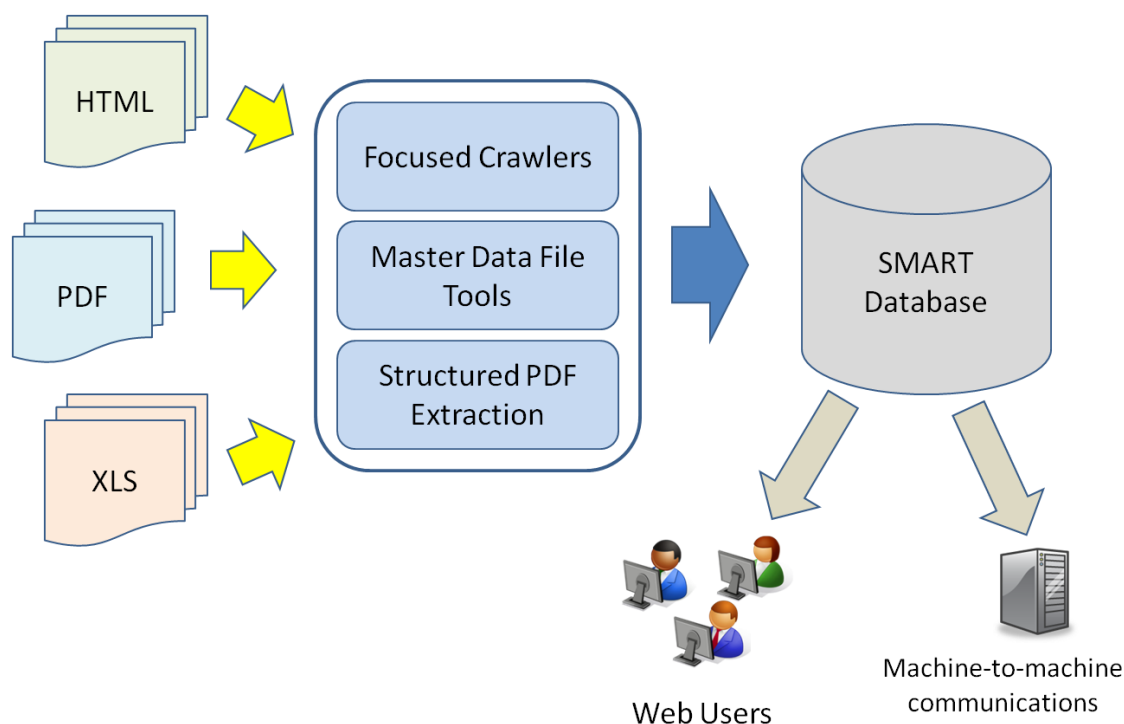 HTML
PDF
XLS
Focused Crawlers
Master Data File
Tools
Structured PDF
Extraction
SMART
Database
Web Users
Machine-to-machine
communications